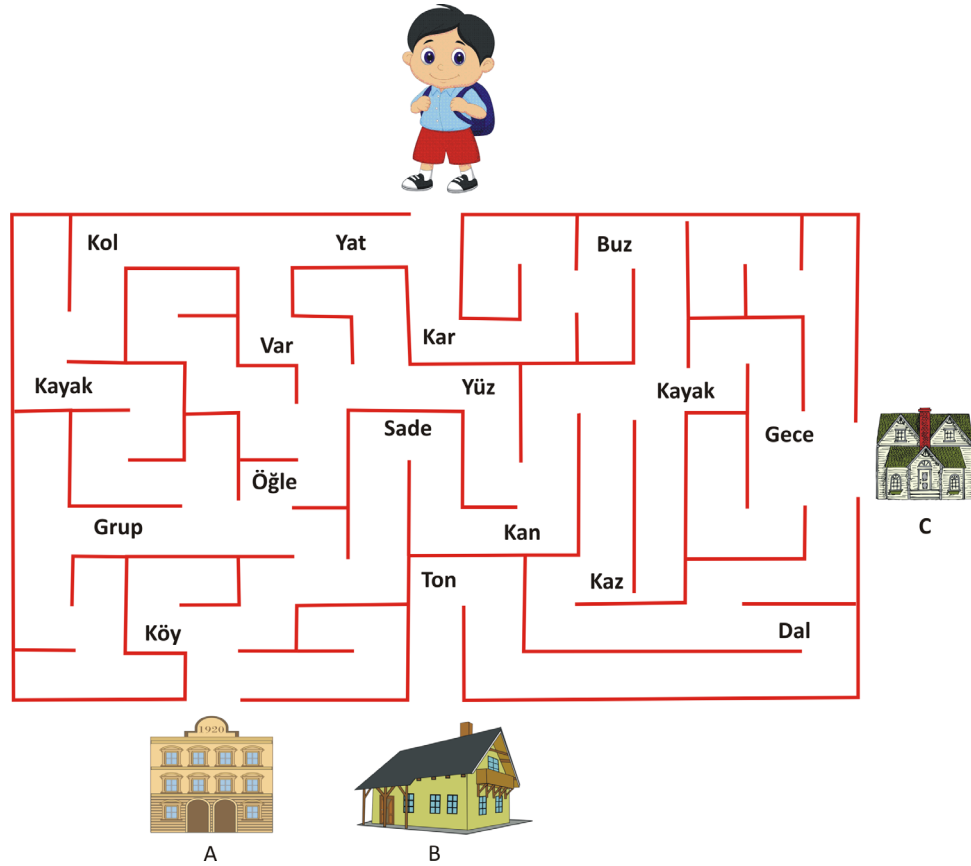 Kol
Yat
Buz
Kar
Var
Kayak
Yüz
Kayak
Sade
Gece
Öğle
Grup
Kan
C
Ton
Kaz
Köy
Dal
1920
A
B